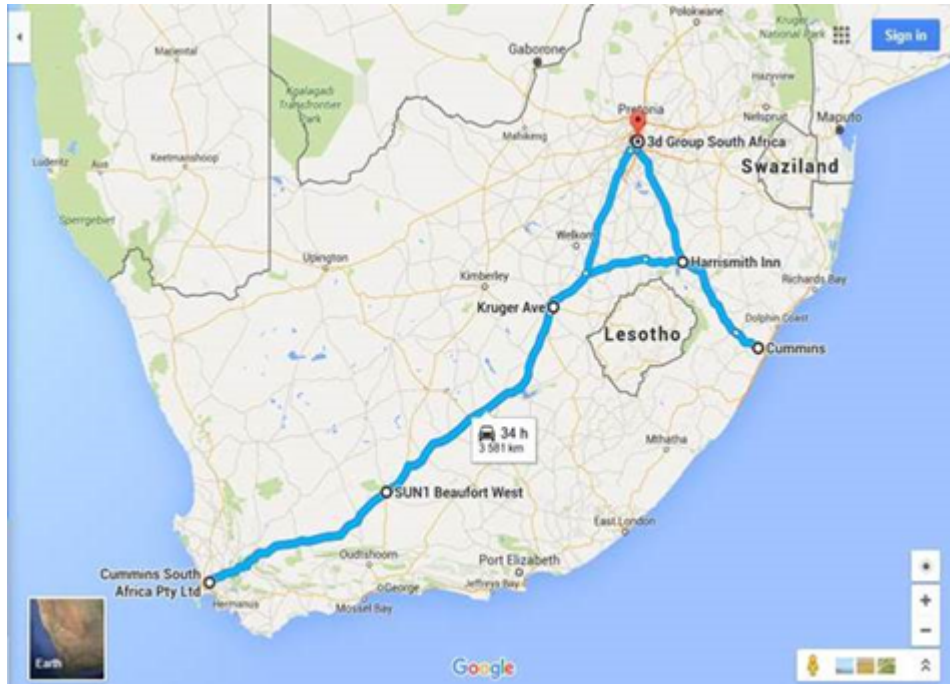 Polokwane
Kruger
National Park
Sign in
Mariental
Gaborone
Kgalagadi
Transfrontier
Park
Hazyview
Pretoria
Nelspruit
Maputo
Mahikeng
3d Group South Africa
Luderitz
Aus
Keetmanshoop
Swaziland
Sperrgebiet
Welkom
Upington
Harrismith Inn
Kimberley
Richards Bay
Kruger Ave
Dolphin Coast
Lesotho
Cummins
34 h
3 581 km
Mthatha
SUN1 Beaufort West
East London
Oudtshoorn
Port Elizabeth
Cummins South
Africa Pty Ltd
George
Jeffreys Bay
Hermanus
Mossel Bay
Earth
Google